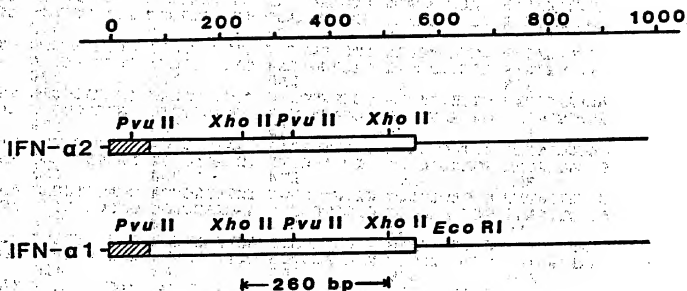 0 200 400 600 800 1000
Pvu II Xho II Pvu II Xho II
IFN-α2
Pvu II Xho II Pvu II Xho II Eco RI
IFN-α1
260 bp